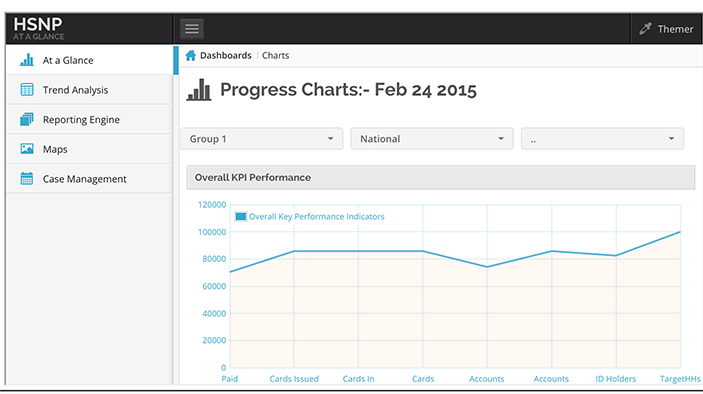 HSNP
AT A GLANCE
Themer
At a Glance
Trend Analysis
Reporting Engine
Maps
Case Management
Dashboards Charts
Progress Charts:- Feb 24 2015
Group 1 National ..
Overall KPI Performance
Overall Key Performance Indicators
120000
100000
80000
60000
40000
20000
0
Paid Cards Issued Cards In Cards Accounts Accounts ID Holders TargetHHs